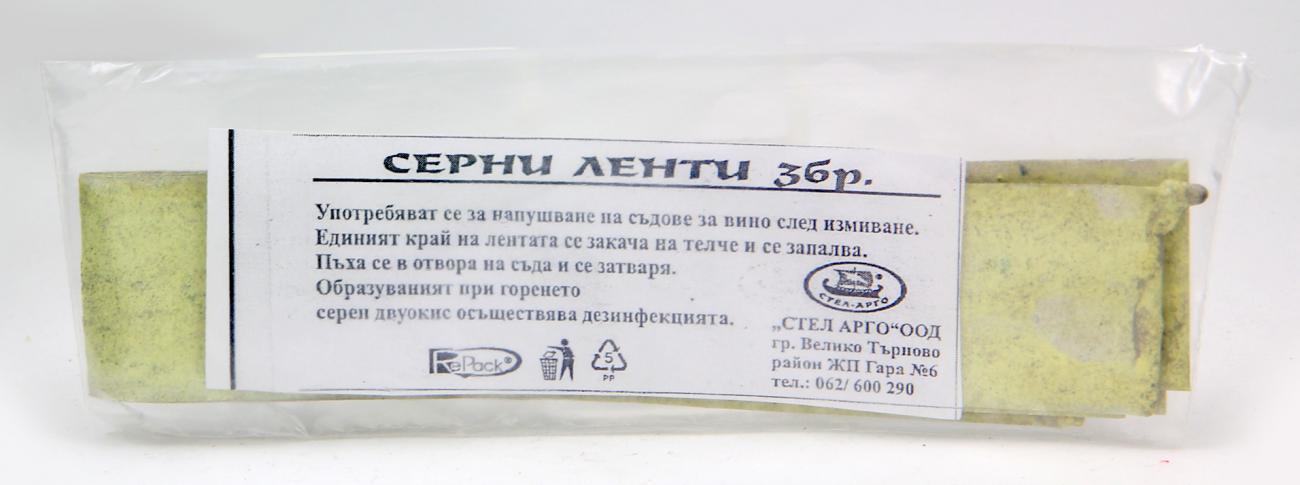 СЕРНИ ЛЕНТИ 3бр.
Употребяват се за напушване на съдове за вино след измиване.
Единият край на лентата се закача на телче и се запалва.
Пъха се в отвора на съда и се затваря.
Образуваният при горенето
серен двуокис осъществява дезинфекцията.
СТЕЛ-АРГО
„СТЕЛ АРГО“ООД
гр. Велико Търново
район ЖП Гара №6
тел.: 062/ 600 290
RePack®
5
PP